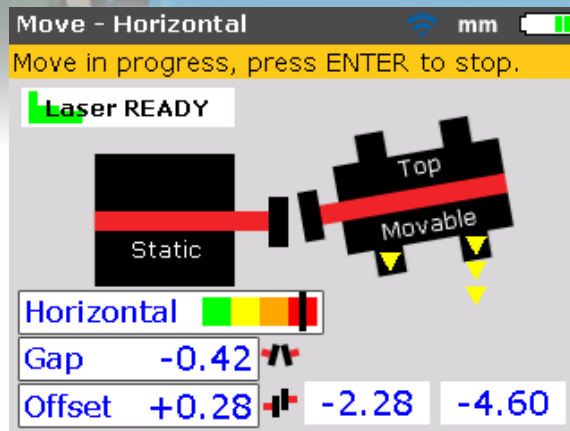 Move - Horizontal mm
Move in progress, press ENTER to stop.
Laser READY
Top
Movable
Static
Horizontal
Gap -0.42
Offset +0.28 -2.28 -4.60